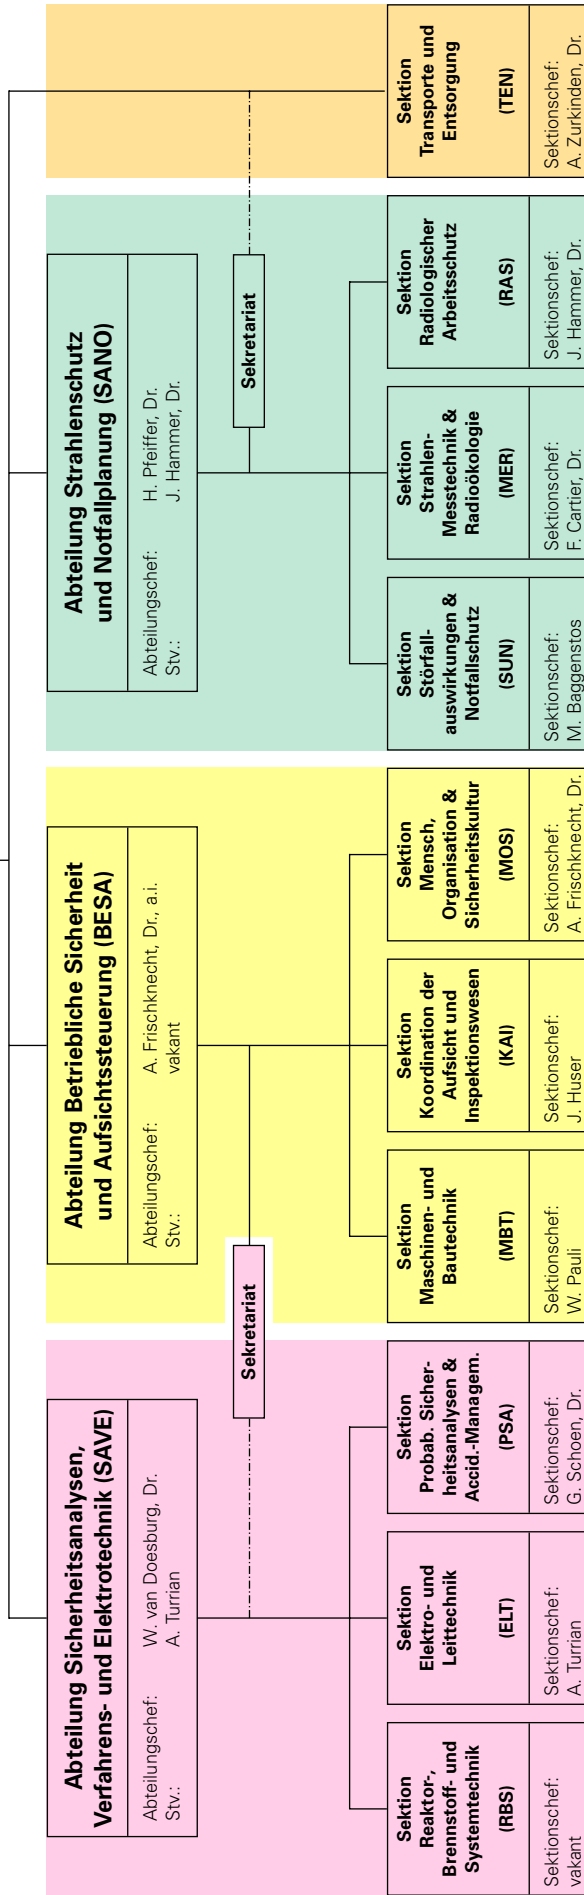 Abteilung Sicherheitsanalysen,
Verfahrens- und Elektrotechnik (SAVE)
Abteilungschef: W. van Doesburg, Dr.
Stv.: A. Turrian
Abteilung Betriebliche Sicherheit
und Aufsichtssteuerung (BESA)
Abteilungschef: A. Frischknecht, Dr., a.i.
Stv.: vakant
Abteilung Strahlenschutz
und Notfallplanung (SANO)
Abteilungschef: H. Pfeiffer, Dr.
Stv.: J. Hammer, Dr.
Sekretariat
Sekretariat
Sektion
Reaktor-,
Brennstoff- und
Systemtechnik
(RBS)
Sektionschef:
vakant
Sektion
Elektro- und
Leittechnik
(ELT)
Sektionschef:
A. Turrian
Sektion
Probab. Sicher-
heitsanalysen &
Accid.-Managem.
(PSA)
Sektionschef:
G. Schoen, Dr.
Sektion
Maschinen- und
Bautechnik
(MBT)
Sektionschef:
W. Pauli
Sektion
Koordination der
Aufsicht und
Inspektionswesen
(KAI)
Sektionschef:
J. Huser
Sektion
Mensch,
Organisation &
Sicherheitskultur
(MOS)
Sektionschef:
A. Frischknecht, Dr.
Sektion
Störfall-
auswirkungen &
Notfallschutz
(SUN)
Sektionschef:
M. Baggenstos
Sektion
Strahlen-
Messtechnik &
Radioökologie
(MER)
Sektionschef:
F. Cartier, Dr.
Sektion
Radiologischer
Arbeitsschutz
(RAS)
Sektionschef:
J. Hammer, Dr.
Sektion
Transporte und
Entsorgung
(TEN)
Sektionschef:
A. Zurkinden, Dr.